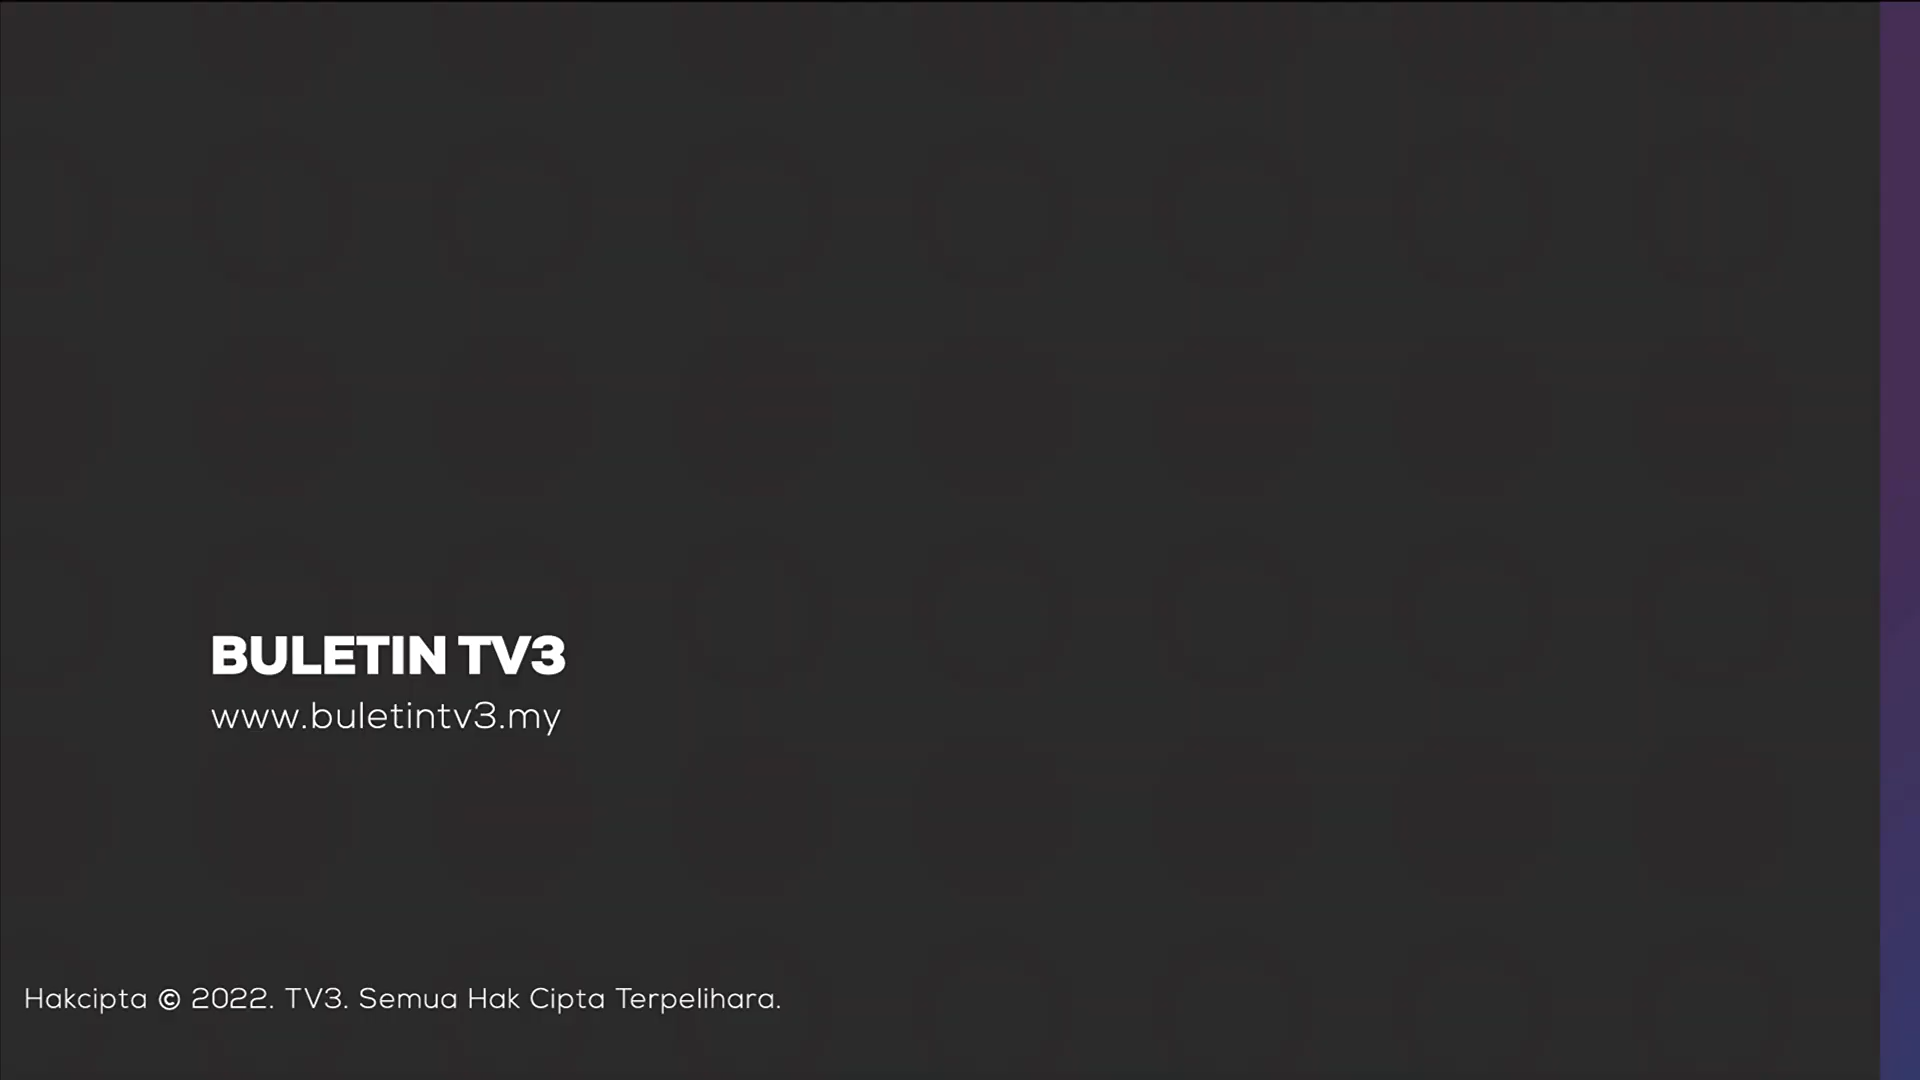 BULETIN TV3
www.buletintv3.my
Hakcipta © 2022. TV3. Semua Hak Cipta Terpelihara.